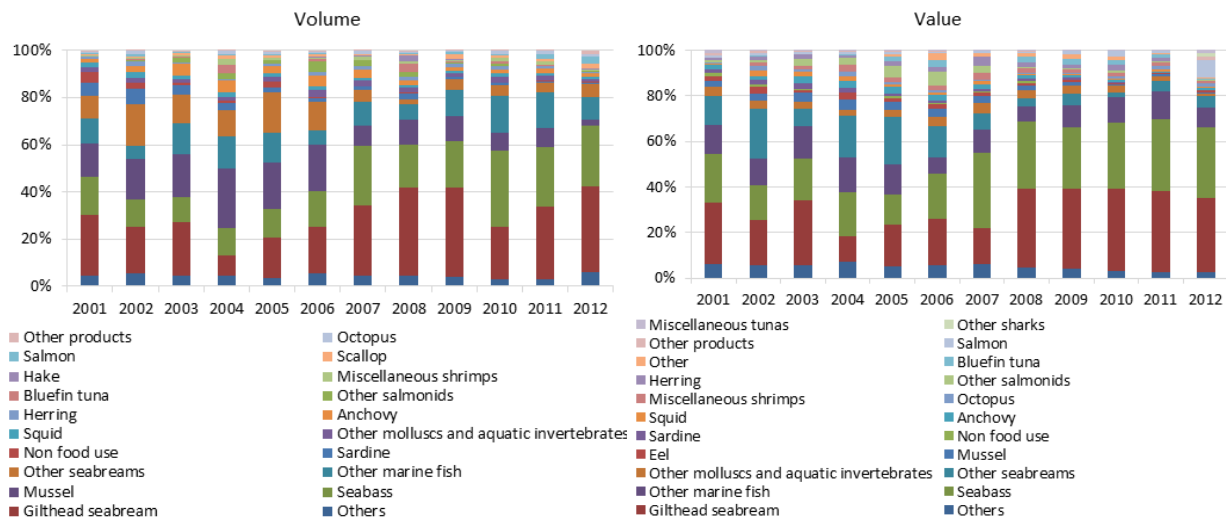 Volume
100%
80%
60%
40%
20%
0%
2001 2002 2003 2004 2005 2006 2007 2008 2009 2010 2011 2012
Other products Octopus
Salmon Scallop
Hake Miscellaneous shrimps
Bluefin tuna Other salmonids
Herring Anchovy
Squid Other molluscs and aquatic invertebrates
Non food use Sardine
Other seabreams Other marine fish
Mussel Seabass
Gilthead seabream Others
Value
100%
80%
60%
40%
20%
0%
2001 2002 2003 2004 2005 2006 2007 2008 2009 2010 2011 2012
Miscellaneous tunas Other sharks
Other products Salmon
Other Bluefin tuna
Herring Other salmonids
Miscellaneous shrimps Octopus
Squid Anchovy
Sardine Non food use
Eel Mussel
Other molluscs and aquatic invertebrates Other seabreams
Other marine fish Seabass
Gilthead seabream Others